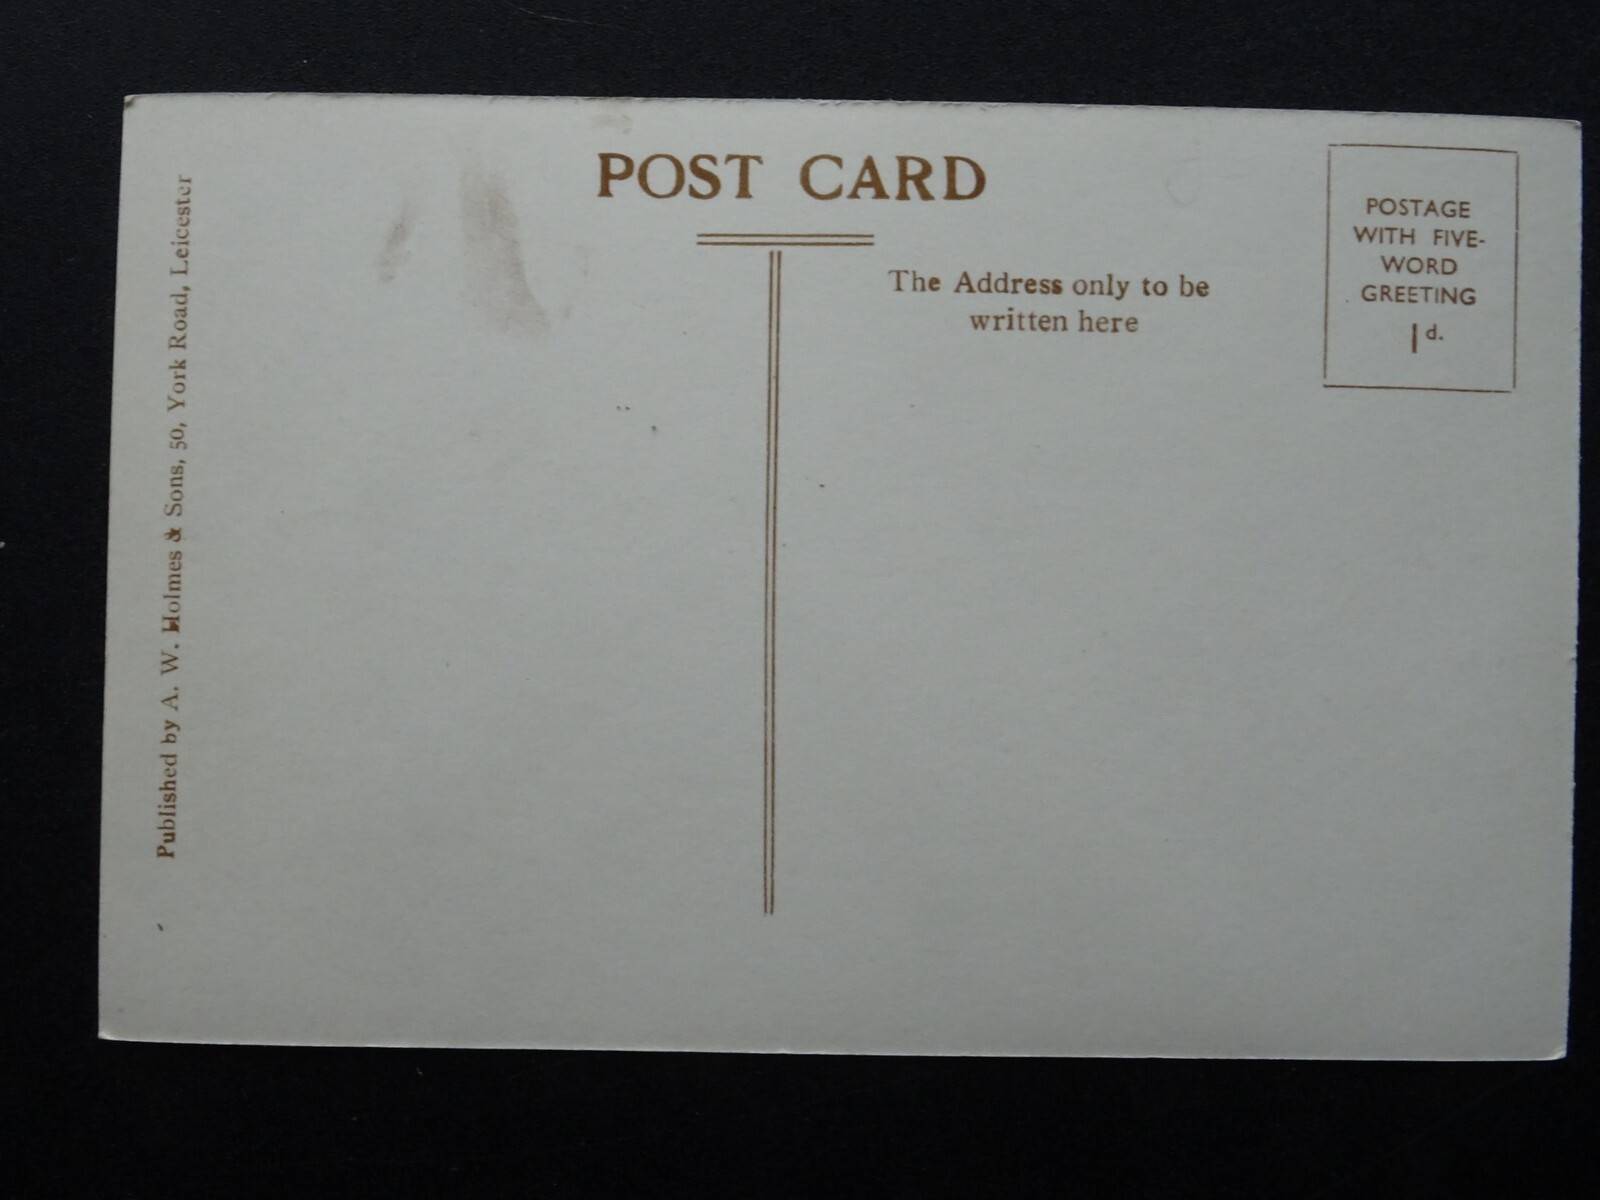 POST CARD
The Address only to be
written here
POSTAGE
WITH FIVE-
WORD
GREETING
1d.
Published by A. W. Holmes & Sons, 50, York Road, Leicester